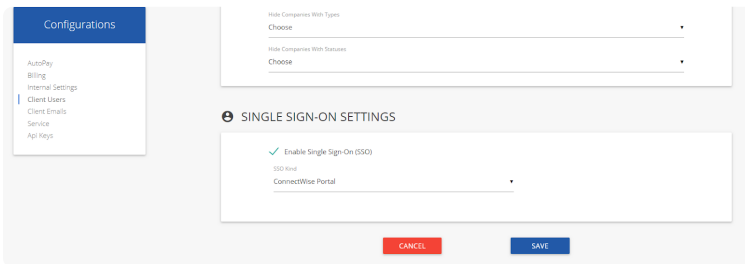 Configurations
AutoPay
Billing
Internal Settings
Client Users
Client Emails
Service
Api Keys
Hide Companies With Types
Choose
Hide Companies With Statuses
Choose
SINGLE SIGN-ON SETTINGS
Enable Single Sign-On (SSO)
SSO Kind
ConnectWise Portal
CANCEL
SAVE